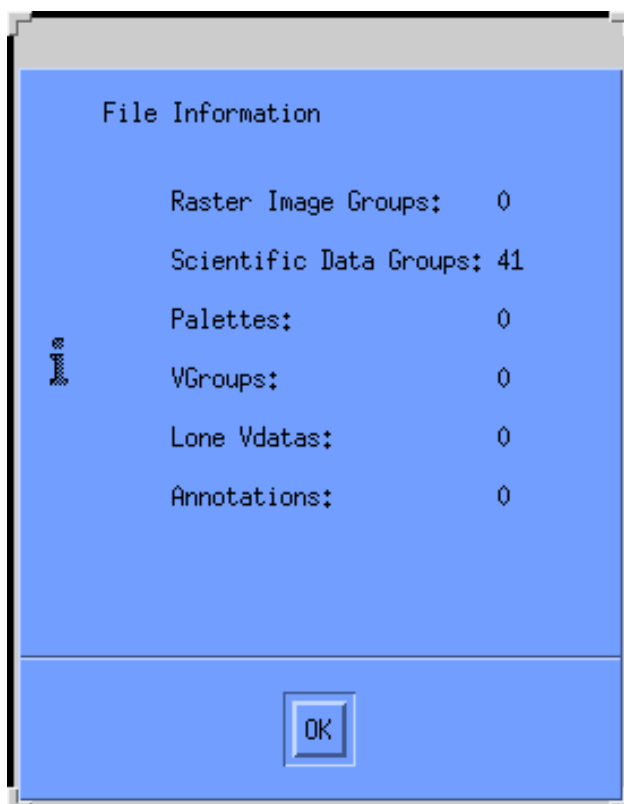 File Information
Raster Image Groups: 0
Scientific Data Groups: 41
Palettes: 0
VGroups: 0
Lone Vdatas: 0
Annotations: 0
i
OK